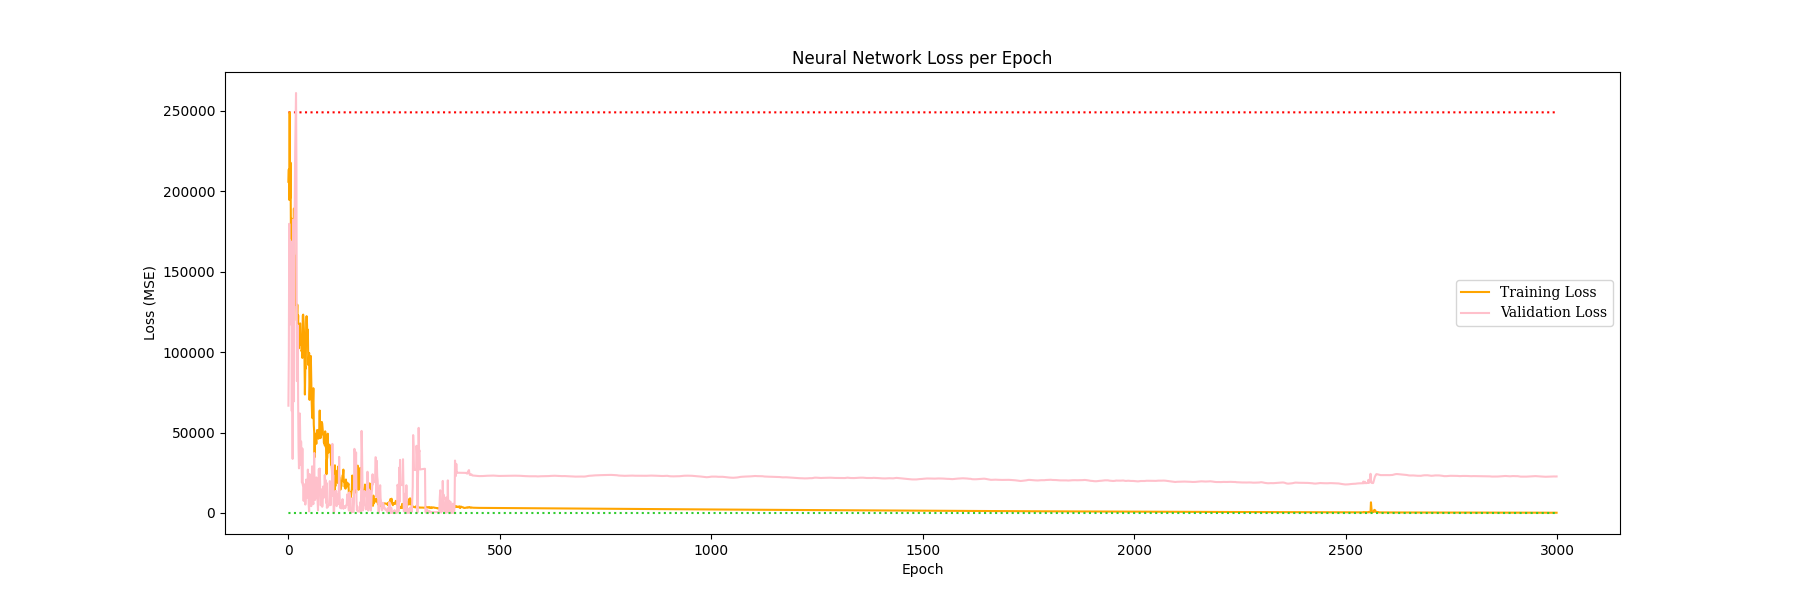 Neural Network Loss per Epoch
250000
200000
150000
100000
50000
0
Loss (MSE)
Training Loss
Validation Loss
0
500
1000
1500
2000
2500
3000
Epoch